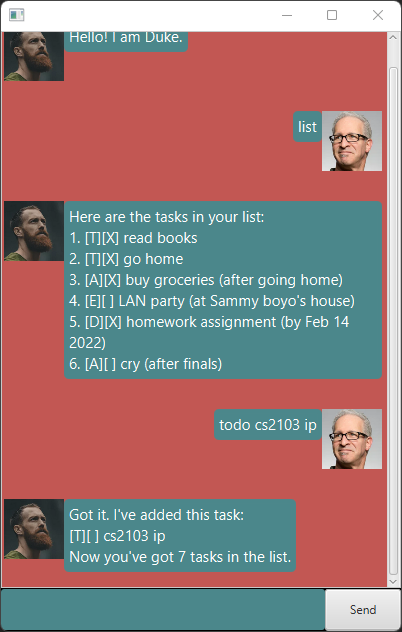 Hello! I am Duke.
list
Here are the tasks in your list:
1. [T][X] read books
2. [T][X] go home
3. [A][X] buy groceries (after going home)
4. [E][ ] LAN party (at Sammy boyo's house)
5. [D][X] homework assignment (by Feb 14
2022)
6. [A][ ] cry (after finals)
todo cs2103 ip
Got it. I've added this task:
[T][ ] cs2103 ip
Now you've got 7 tasks in the list.
Send